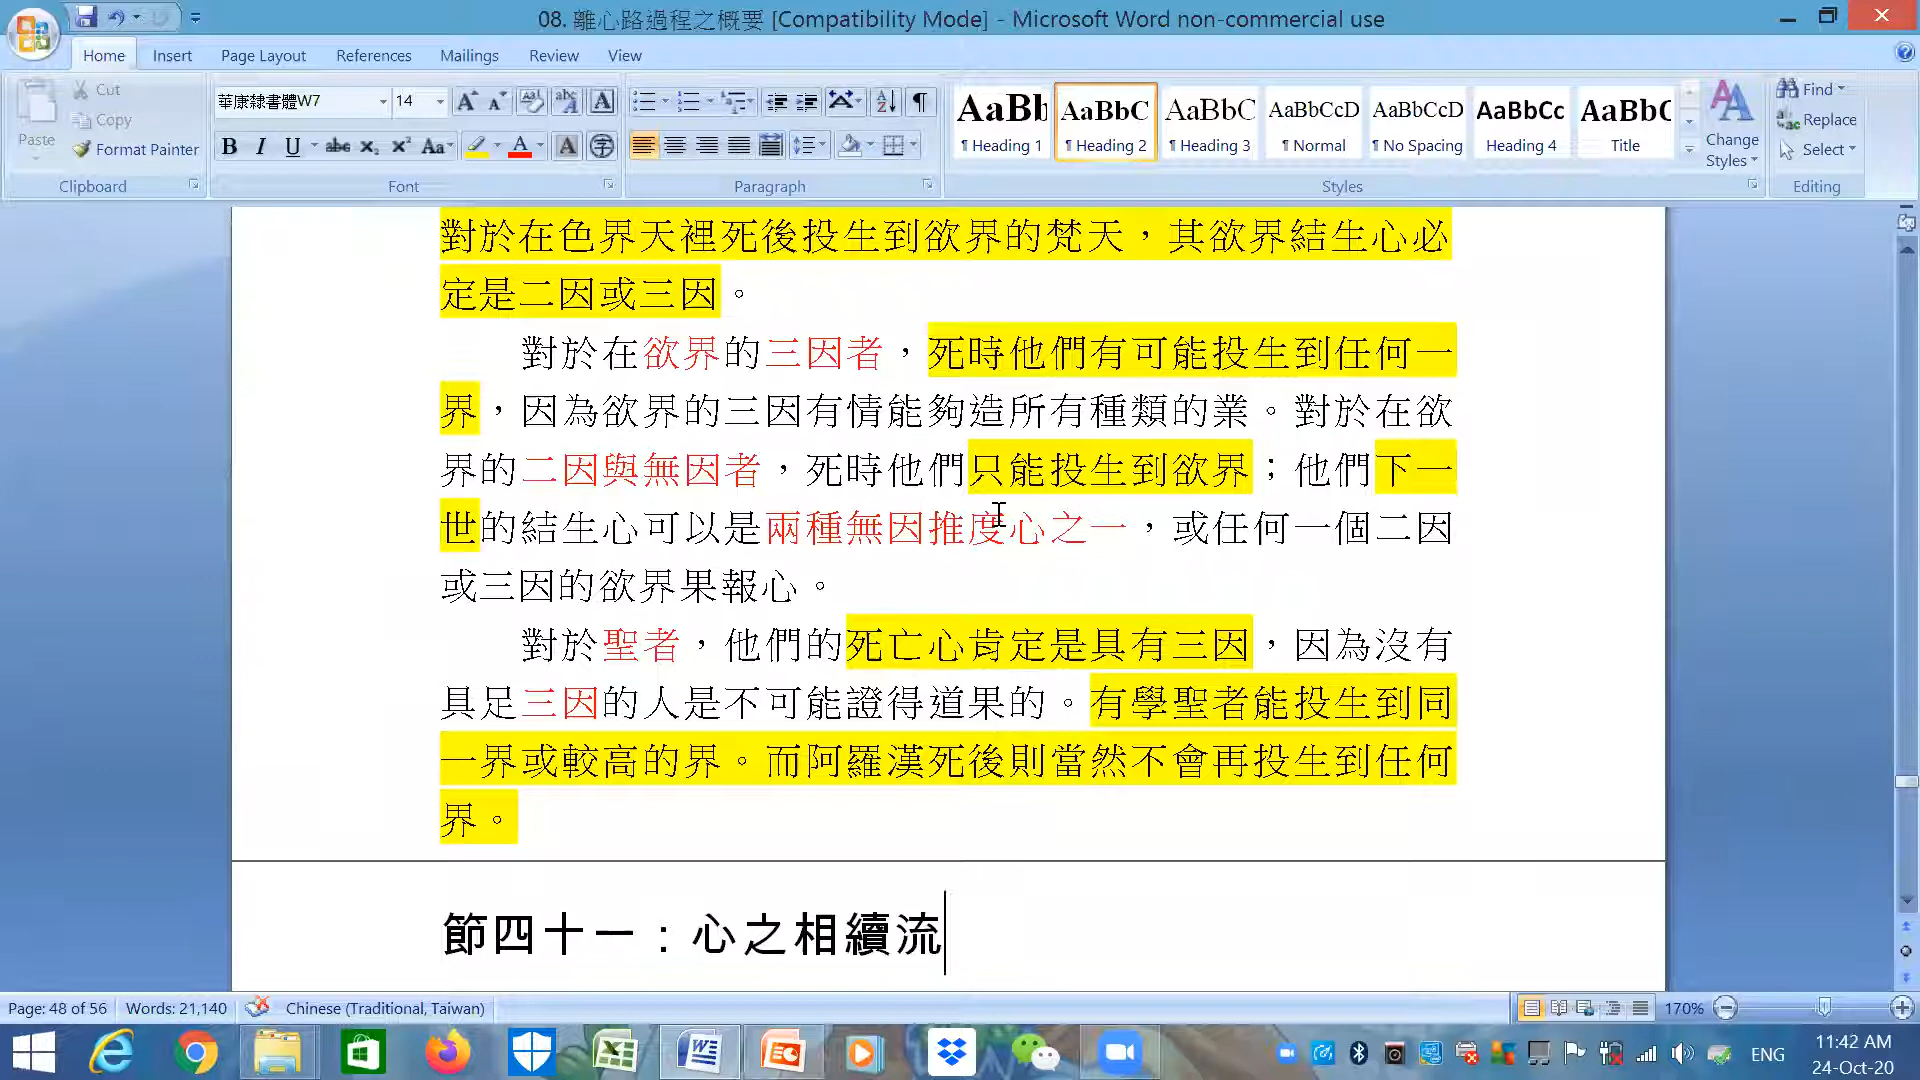 08. 離心路過程之概要 [Compatibility Mode] - Microsoft Word non-commercial use
Home Insert Page Layout References Mailings Review View
Paste Cut Copy Format Painter Clipboard
華康隸書體W7 14
Font
Paragraph
AaBb AaBbC AaBbC AaBbCcD AaBbCcD AaBbCc AaBbC
¶ Heading 1 ¶ Heading 2 ¶ Heading 3 ¶ Normal ¶ No Spacing Heading 4 Title
Change Styles
Styles
Find
Replace
Select
Editing
對於在色界天裡死後投生到欲界的梵天，其欲界結生心必
定是二因或三因。
對於在欲界的三因者，死時他們有可能投生到任何一
界，因為欲界的三因有情能夠造所有種類的業。對於在欲
界的二因與無因者，死時他們只能投生到欲界；他們下一
世的結生心可以是兩種無因推度心之一，或任何一個二因
或三因的欲界果報心。
對於聖者，他們的死亡心肯定是具有三因，因為沒有
具足三因的人是不可能證得道果的。有學聖者能投生到同
一界或較高的界。而阿羅漢死後則當然不會再投生到任何
界。
節四十一：心之相續流
Page: 48 of 56 Words: 21,140 Chinese (Traditional, Taiwan) 170%
ENG 11:42 AM
24-Oct-20